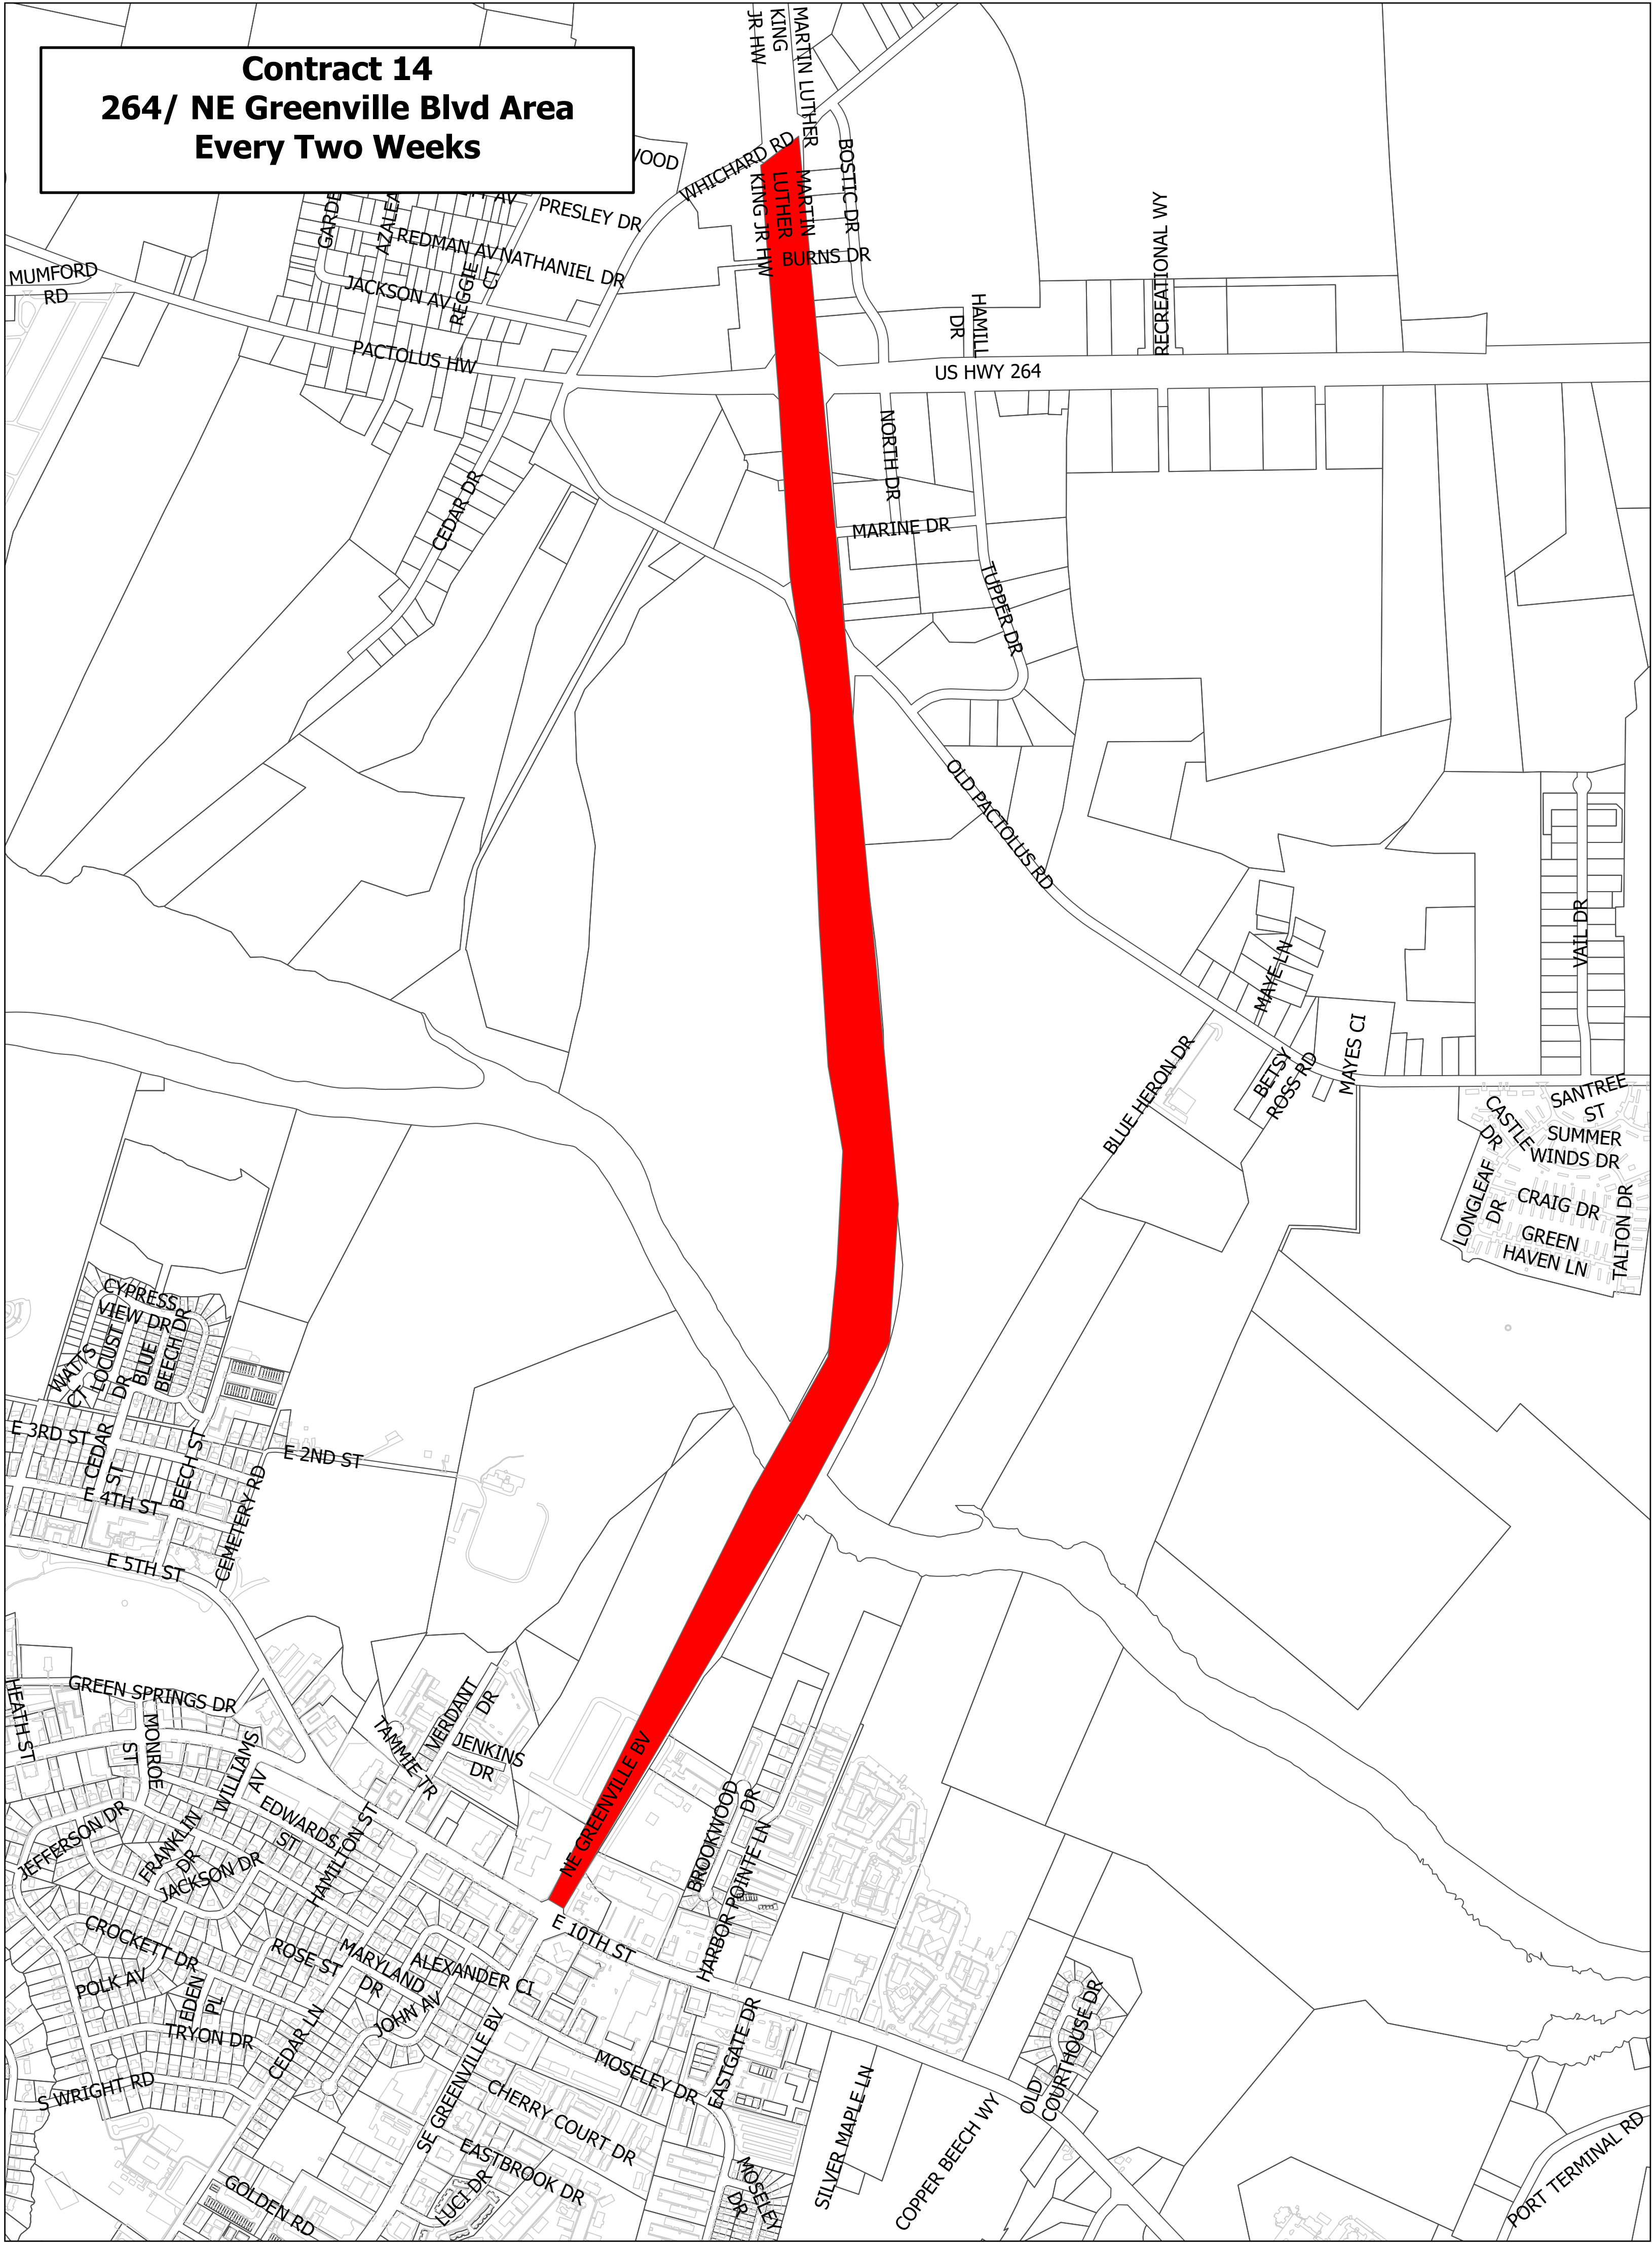 Contract 14
264/ NE Greenville Blvd Area
Every Two Weeks
MARTIN LUTHER
KING
JR HW
WOOD
WHICHARD RD
BOSTIC DR
MARTIN
LUTHER
KING JR HW
BURNS DR
GARDE
AZALEA
AV
PRESLEY DR
REDMAN AV
NATHANIEL DR
REGGIE
CT
JACKSON AV
MUMFORD
RD
PACTOLUS HW
HAMILL
DR
RECREATIONAL WY
US HWY 264
NORTH DR
CEDAR DR
MARINE DR
TUPPER DR
OLD PACTOLUS RD
VAIL DR
MAYE LN
MAYES CI
BLUE HERON DR
BETSY
ROSS RD
SANTREE
ST
CASTLE
DR
SUMMER
WINDS DR
LONGLEAF
DR
CRAIG DR
GREEN
HAVEN LN
TALTON DR
CYPRESS
VIEW DR
WATTS
CT
LOCUST
DR
BLUE
BEECH DR
E 3RD ST
CEDAR
ST
BEECH ST
E 2ND ST
E 4TH ST
CEMETERY RD
E 5TH ST
HEATH ST
GREEN SPRINGS DR
MONROE
ST
WILLIAMS
AV
TAMMIE TR
VERDANT
DR
JENKINS
DR
NE GREENVILLE BV
BROOKWOOD
DR
HARBOR POINTE LN
JEFFERSON DR
FRANKLIN
DR
JACKSON DR
EDWARDS
ST
HAMILTON ST
E 10TH ST
CROCKETT DR
POLK AV
EDEN
PL
ROSE ST
MARYLAND
DR
ALEXANDER CI
JOHN AV
TRYON DR
CEDAR LN
S WRIGHT RD
SE GREENVILLE BV
MOSELEY DR
EASTGATE DR
CHERRY COURT DR
EASTBROOK DR
LUCI DR
GOLDEN RD
MOSELEY
DR
SILVER MAPLE LN
COPPER BEECH WY
OLD
COURTHOUSE DR
PORT TERMINAL RD